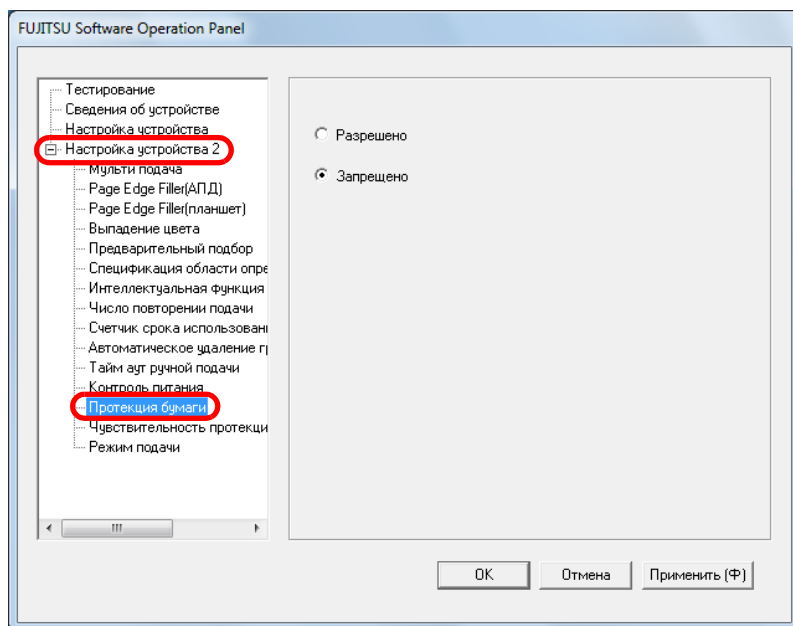 FUJITSU Software Operation Panel
Тестирование
Сведения об устройстве
Настройка устройства
Настройка устройства 2
Мульти подача
Page Edge Filler(АПД)
Page Edge Filler(планшет)
Выпадение цвета
Предварительный подбор
Спецификация области опре
Интеллектуальная функция
Число повторении подачи
Счетчик срока использовани
Автоматическое удаление гр
Тайм аут ручной подачи
Контроль питания
Протекция бумаги
Чувствительность протекци
Режим подачи
Разрешено
Запрещено
OK
Отмена
Применить (Ф)